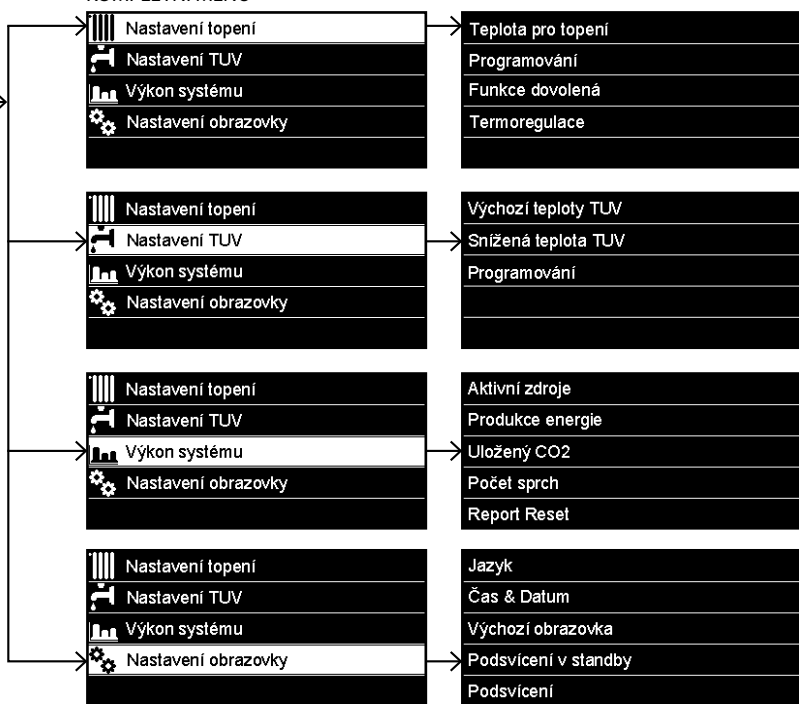 Nastavení topení
Nastavení TUV
Výkon systému
Nastavení obrazovky
Teplota pro topení
Programování
Funkce dovolená
Termoregulace
Nastavení topení
Nastavení TUV
Výkon systému
Nastavení obrazovky
Výchozí teploty TUV
Snížená teplota TUV
Programování
Nastavení topení
Nastavení TUV
Výkon systému
Nastavení obrazovky
Aktivní zdroje
Produkce energie
Uložený CO2
Počet sprch
Report Reset
Nastavení topení
Nastavení TUV
Výkon systému
Nastavení obrazovky
Jazyk
Čas & Datum
Výchozí obrazovka
Podsvícení v standby
Podsvícení